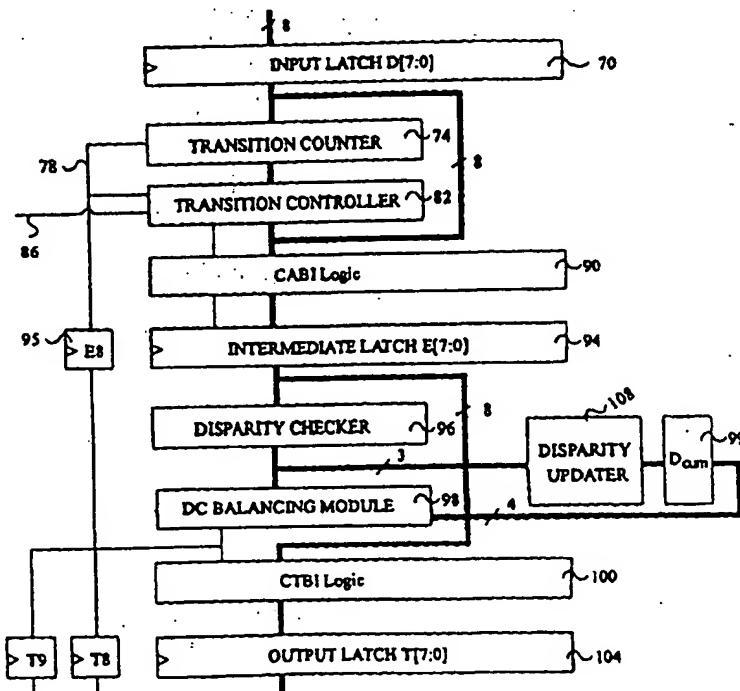 8
INPUT LATCH D[7:0]
70
TRANSITION COUNTER
74
78
8
TRANSITION CONTROLLER
82
86
CABI Logic
90
95
E8
INTERMEDIATE LATCH E[7:0]
94
DISPARITY CHECKER
96
8
108
DISPARITY
UPDATER
99
Dcum
3
DC BALANCING MODULE
98
4
CTBI Logic
100
T9
T8
OUTPUT LATCH T[7:0]
104